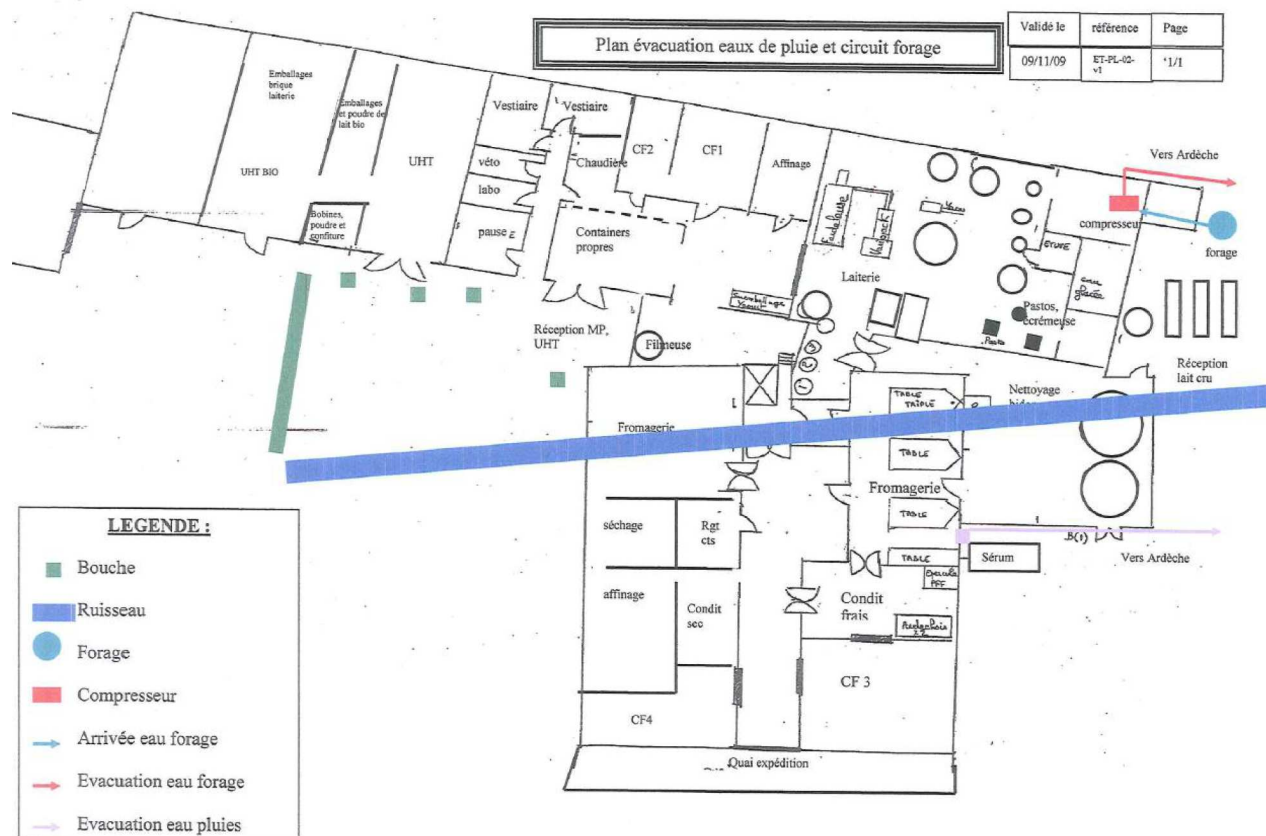 Plan évacuation eaux de pluie et circuit forage
Validé le référence Page
09/11/09 ET-PL-02-v1 1/1
Emballages
brique
laiterie
Emballages
et poudre de
lait bio
UHT BIO
UHT
Bobines,
poudre et
confiture
Vestiaire
Vestiaire
véto
labo
pause
Chaudière
CF2
CF1
Affinage
Containers
propres
Réception MP,
UHT
Filmeuse
Laiterie
compresseu
Vers Ardèche
forage
ETUVE
eau
glacée
Pastos,
écrémeuse
Réception
lait cru
Nettoyage
Fromagerie
TABLE
TRIPLE
TABLE
Fromagerie
TABLE
TABLE
séchage
Rgt
cts
affinage
Condit
sec
Condit
frais
Sérum
B(1)
Vers Ardèche
CF 3
CF4
Quai expédition
LEGENDE :
Bouche
Ruisseau
Forage
Compresseur
Arrivée eau forage
Evacuation eau forage
Evacuation eau pluies